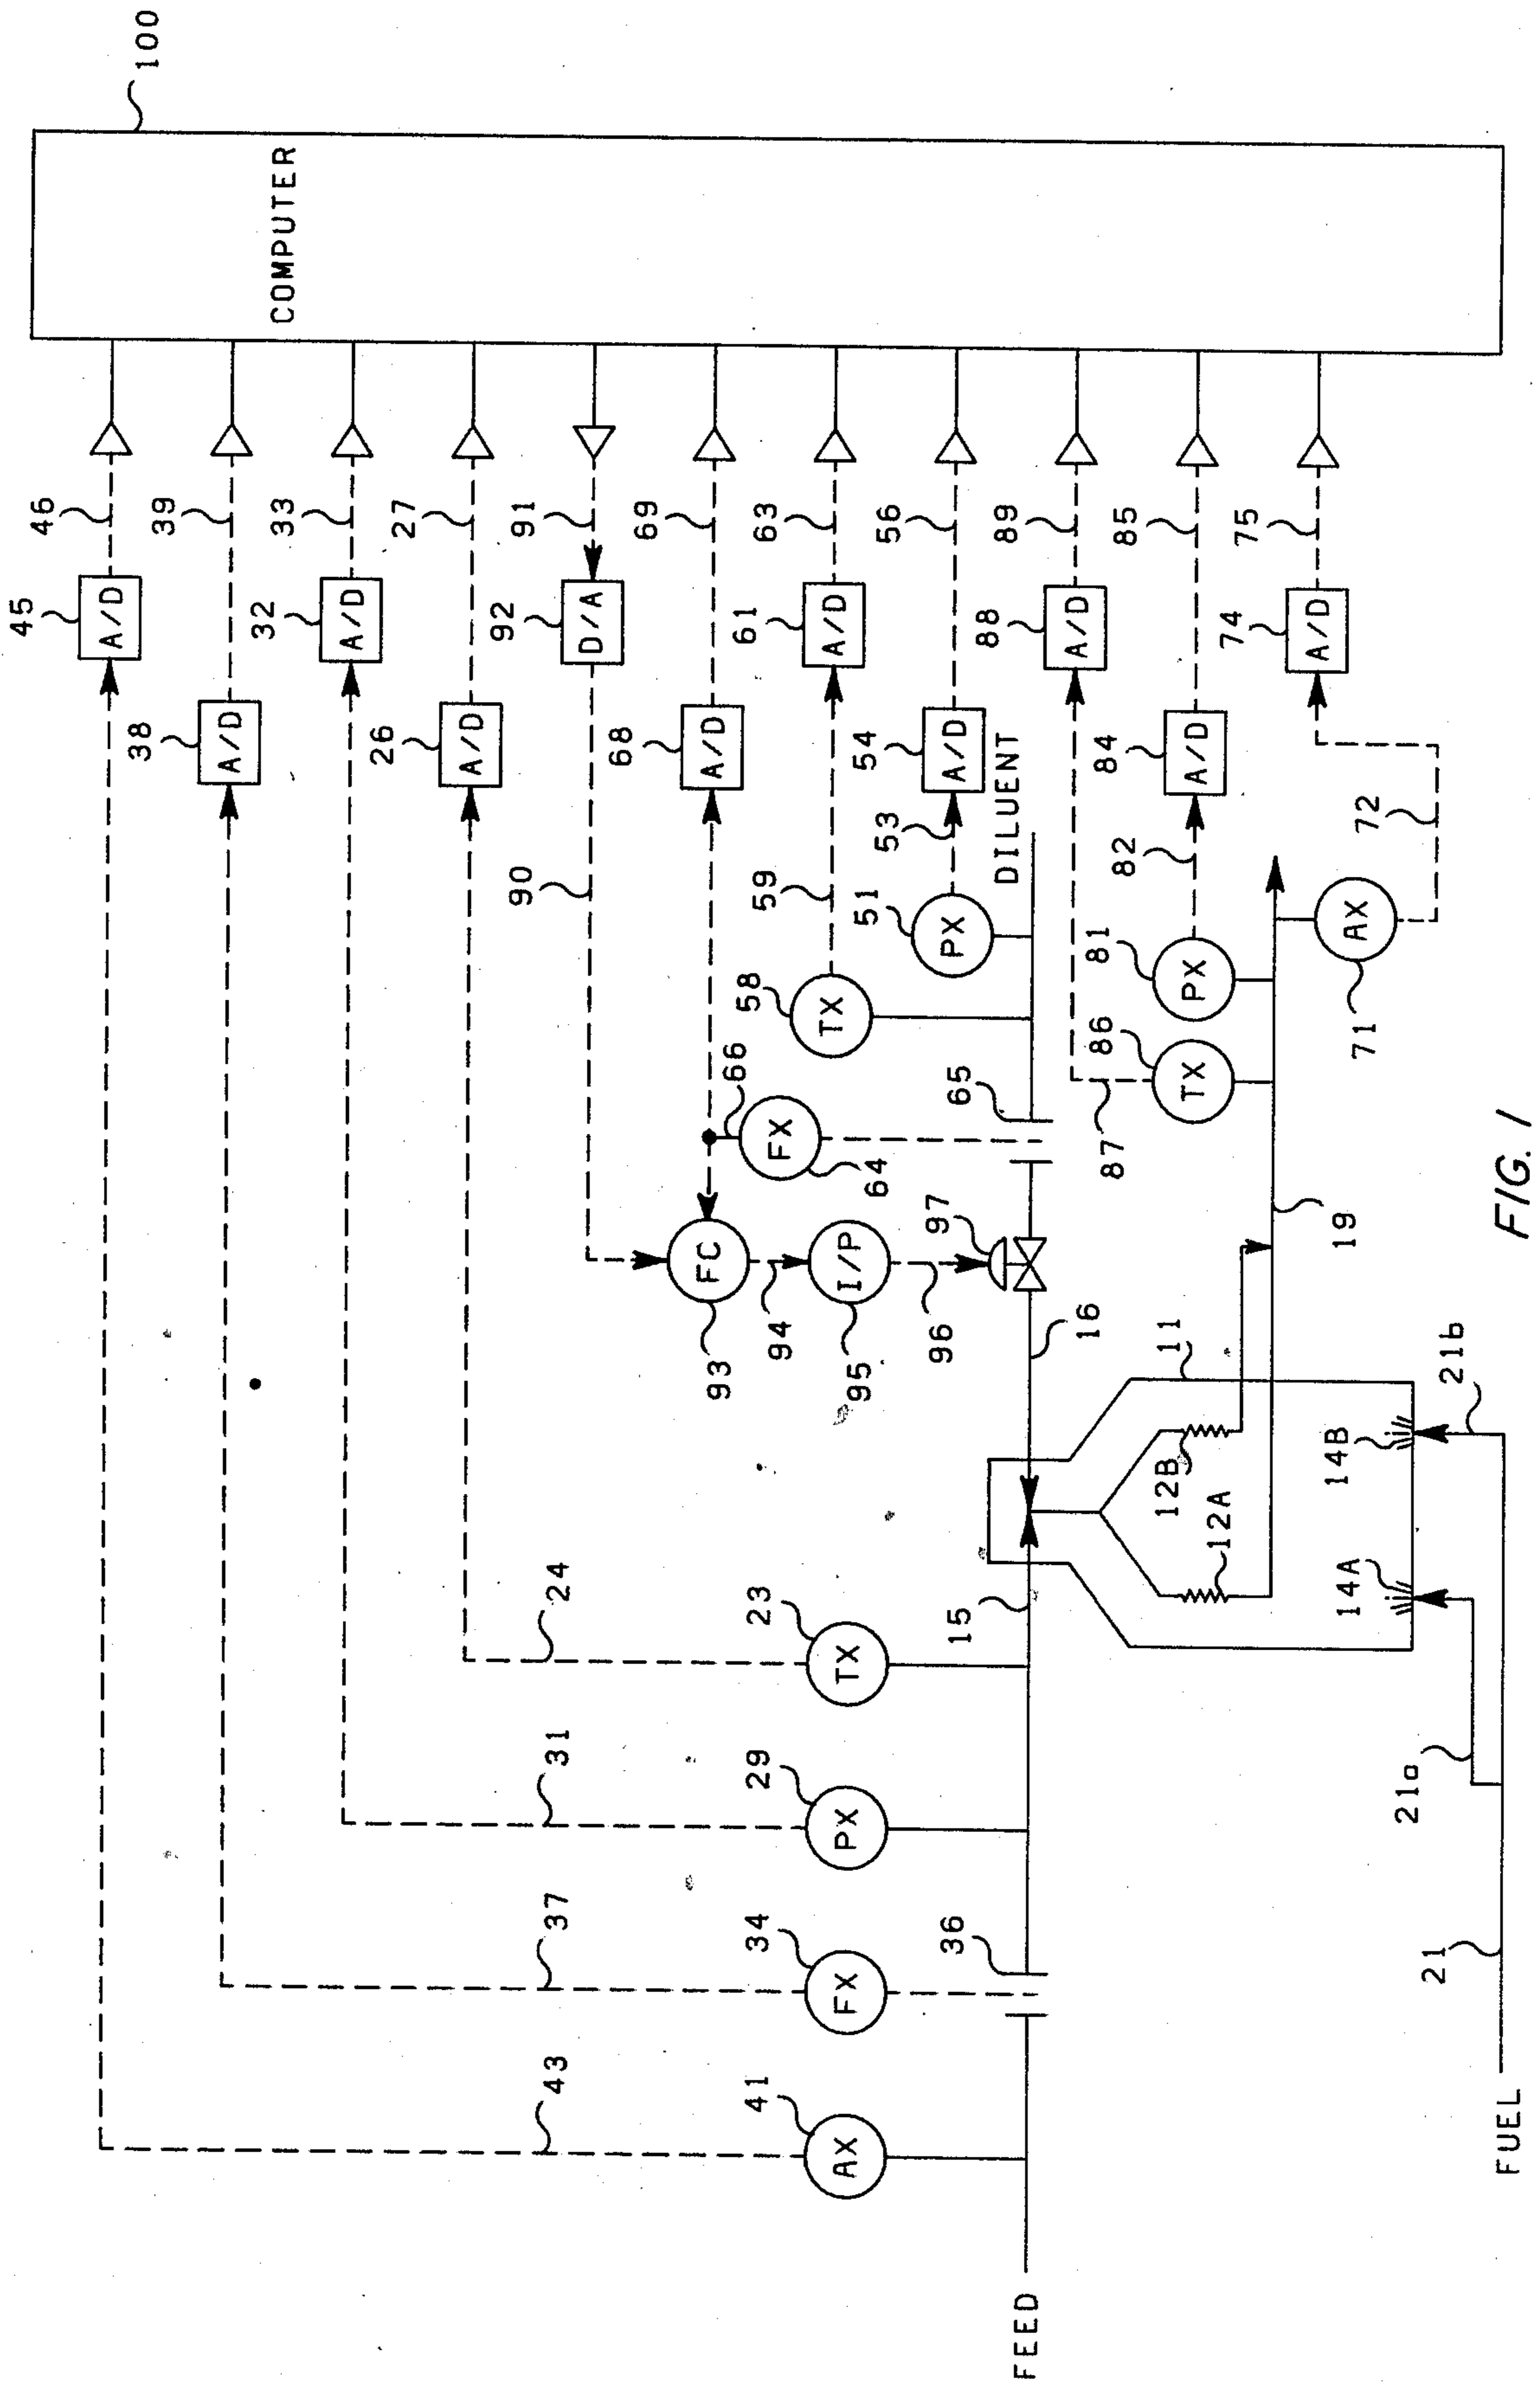 100
45
46
A/D
38
39
A/D
COMPUTER
32
33
A/D
26
27
A/D
92
91
D/A
90
43
37
31
24
68
69
A/D
66
FC
93
94
61
63
A/D
59
58
TX
FX
64
I/P
95
96
41
34
29
23
AX
FX
PX
TX
54
56
A/D
53
51
PX
97
65
36
15
DILUENT
FEED
16
88
89
A/D
87
84
85
A/D
82
81
PX
86
TX
11
12B
12A
74
75
A/D
72
AX
71
19
14A
14B
21a
21b
21
FUEL
FIG. 1